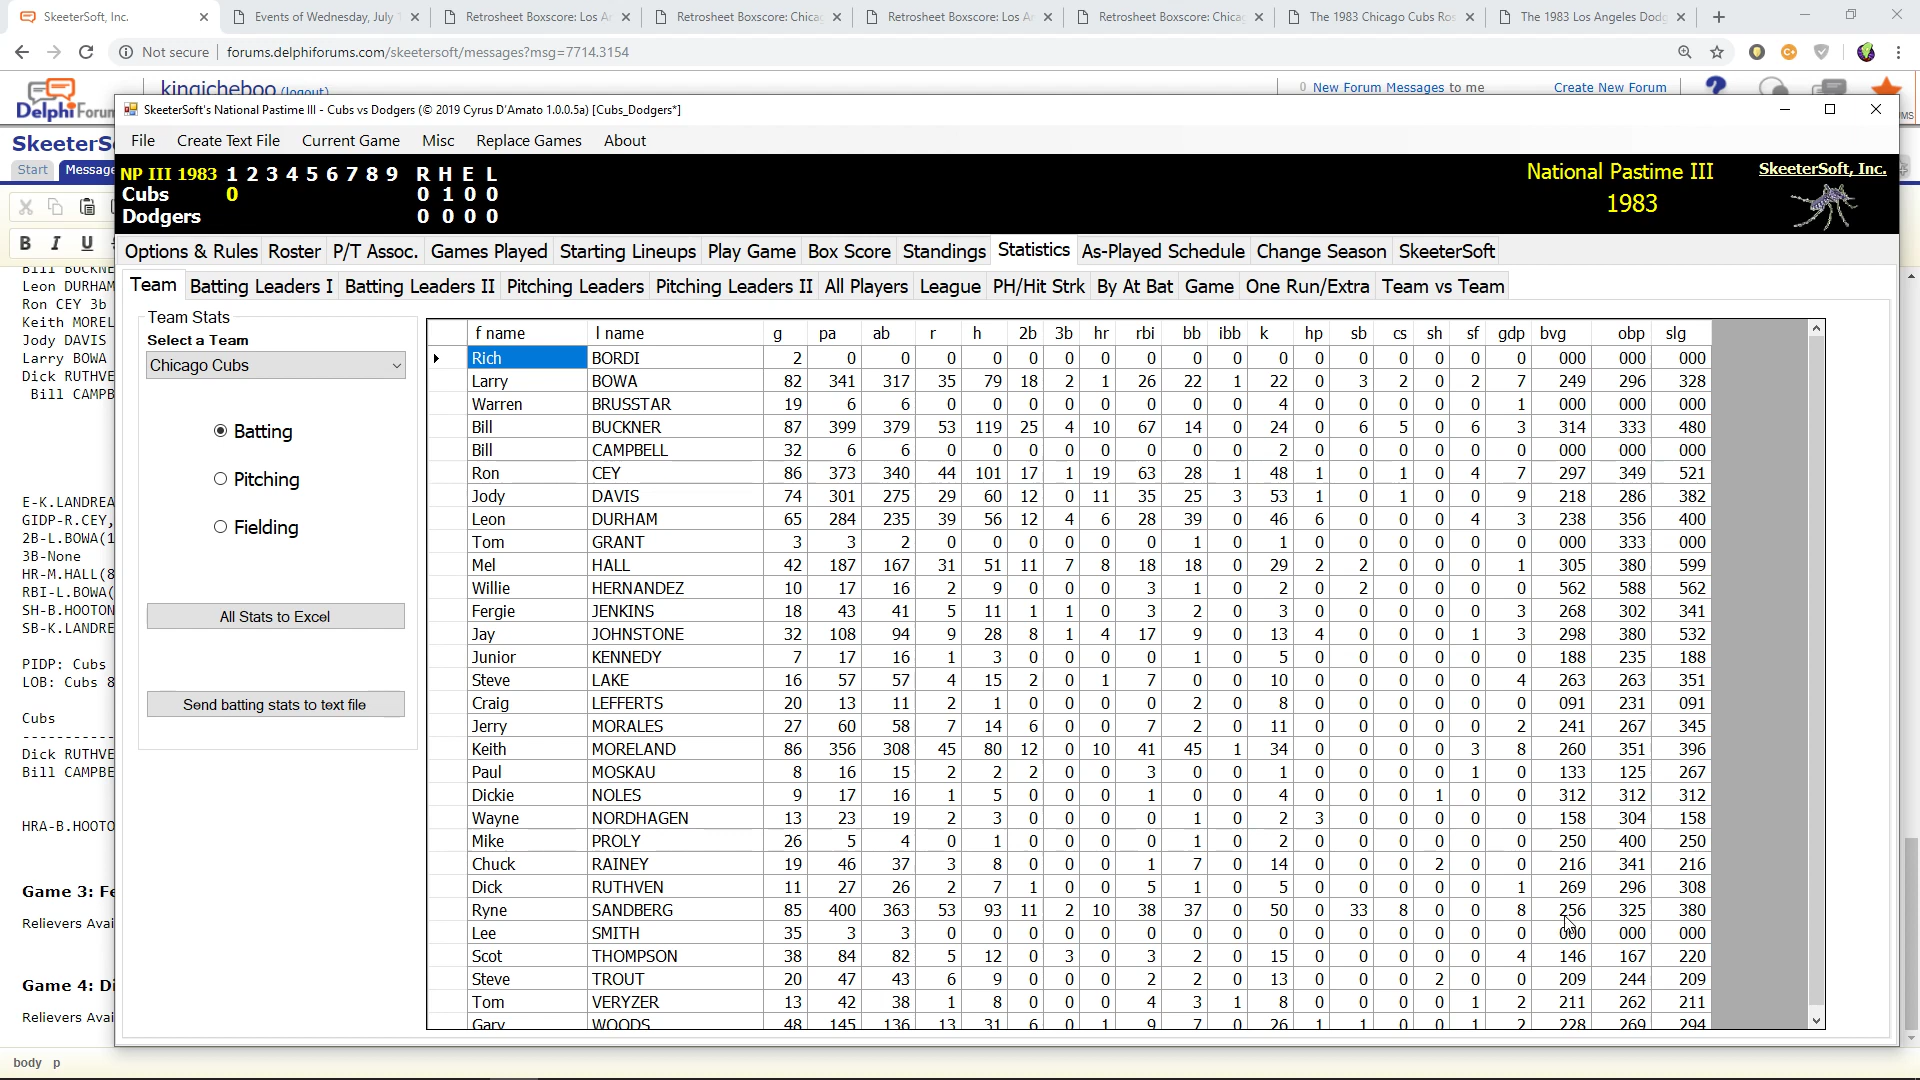 SkeeterSoft, Inc.
Events of Wednesday, July
Retrosheet Boxscore: Los A
Retrosheet Boxscore: Chica
Retrosheet Boxscore: Los A
Retrosheet Boxscore: Chica
The 1983 Chicago Cubs Ros
The 1983 Los Angeles Dodg
Not secure forums.delphiforums.com/skeetersoft/messages?msg=7714.3154
kingicheboo (logout)
0 New Forum Messages to me
Create New Forum
DelphiForum
MS
SkeeterS
Start Message
B I U
SkeeterSoft's National Pastime III - Cubs vs Dodgers (© 2019 Cyrus D'Amato 1.0.0.5a) [Cubs_Dodgers*]
File Create Text File Current Game Misc Replace Games About
NP III 1983 1 2 3 4 5 6 7 8 9 R H E L
Cubs 0 0 1 0 0
Dodgers 0 0 0 0
National Pastime III
1983
SkeeterSoft, Inc.
Options & Rules Roster P/T Assoc. Games Played Starting Lineups Play Game Box Score Standings Statistics As-Played Schedule Change Season SkeeterSoft
Team Batting Leaders I Batting Leaders II Pitching Leaders Pitching Leaders II All Players League PH/Hit Strk By At Bat Game One Run/Extra Team vs Team
Team Stats
Select a Team
Chicago Cubs
Batting
Pitching
Fielding
All Stats to Excel
Send batting stats to text file
f name l name g pa ab r h 2b 3b hr rbi bb ibb k hp sb cs sh sf gdp bvg obp slg
Rich BORDI 2 0 0 0 0 0 0 0 0 0 0 0 0 0 0 0 0 0 000 000 000
Larry BOWA 82 341 317 35 79 18 2 1 26 22 1 22 0 3 2 0 2 7 249 296 328
Warren BRUSSTAR 19 6 6 0 0 0 0 0 0 0 0 4 0 0 0 0 0 1 000 000 000
Bill BUCKNER 87 399 379 53 119 25 4 10 67 14 0 24 0 6 5 0 6 3 314 333 480
Bill CAMPBELL 32 6 6 0 0 0 0 0 0 0 0 2 0 0 0 0 0 0 000 000 000
Ron CEY 86 373 340 44 101 17 1 19 63 28 1 48 1 0 1 0 4 7 297 349 521
Jody DAVIS 74 301 275 29 60 12 0 11 35 25 3 53 1 0 1 0 0 9 218 286 382
Leon DURHAM 65 284 235 39 56 12 4 6 28 39 0 46 6 0 0 0 4 3 238 356 400
Tom GRANT 3 3 2 0 0 0 0 0 0 1 0 1 0 0 0 0 0 0 000 333 000
Mel HALL 42 187 167 31 51 11 7 8 18 18 0 29 2 2 0 0 0 1 305 380 599
Willie HERNANDEZ 10 17 16 2 9 0 0 0 3 1 0 2 0 2 0 0 0 0 562 588 562
Fergie JENKINS 18 43 41 5 11 1 1 0 3 2 0 3 0 0 0 0 0 3 268 302 341
Jay JOHNSTONE 32 108 94 9 28 8 1 4 17 9 0 13 4 0 0 0 1 3 298 380 532
Junior KENNEDY 7 17 16 1 3 0 0 0 0 1 0 5 0 0 0 0 0 0 188 235 188
Steve LAKE 16 57 57 4 15 2 0 1 7 0 0 10 0 0 0 0 0 4 263 263 351
Craig LEFFERTS 20 13 11 2 1 0 0 0 0 2 0 8 0 0 0 0 0 0 091 231 091
Jerry MORALES 27 60 58 7 14 6 0 0 7 2 0 11 0 0 0 0 0 2 241 267 345
Keith MORELAND 86 356 308 45 80 12 0 10 41 45 1 34 0 0 0 0 3 8 260 351 396
Paul MOSKAU 8 16 15 2 2 2 0 0 3 0 0 1 0 0 0 0 1 0 133 125 267
Dickie NOLES 9 17 16 1 5 0 0 0 1 0 0 4 0 0 0 1 0 0 312 312 312
Wayne NORDHAGEN 13 23 19 2 3 0 0 0 0 1 0 2 3 0 0 0 0 0 158 304 158
Mike PROLY 26 5 4 0 1 0 0 0 0 1 0 2 0 0 0 0 0 0 250 400 250
Chuck RAINEY 19 46 37 3 8 0 0 0 1 7 0 14 0 0 0 2 0 0 216 341 216
Dick RUTHVEN 11 27 26 2 7 1 0 0 5 1 0 5 0 0 0 0 0 1 269 296 308
Ryne SANDBERG 85 400 363 53 93 11 2 10 38 37 0 50 0 33 8 0 0 8 256 325 380
Lee SMITH 35 3 3 0 0 0 0 0 0 0 0 0 0 0 0 0 0 0 000 000 000
Scot THOMPSON 38 84 82 5 12 0 3 0 3 2 0 15 0 0 0 0 0 4 146 167 220
Steve TROUT 20 47 43 6 9 0 0 0 2 2 0 13 0 0 0 2 0 0 209 244 209
Tom VERYZER 13 42 38 1 8 0 0 0 4 3 1 8 0 0 0 0 1 2 211 262 211
Gary WOODS 48 145 136 13 31 6 0 1 9 7 0 26 1 1 0 0 1 2 228 269 294
Bill BUCKNE
Leon DURHAM
Ron CEY 3b
Keith MOREL
Jody DAVIS
Larry BOWA
Dick RUTHVE
Bill CAMPB
E-K.LANDREA
GIDP-R.CEY,
2B-L.BOWA(1
3B-None
HR-M.HALL(8
RBI-L.BOWA(
SH-B.HOOTON
SB-K.LANDRE
PIDP: Cubs
LOB: Cubs 8
Cubs
-----------
Dick RUTHVE
Bill CAMPBE
HRA-B.HOOTO
Game 3: Fe
Relievers Avai
Game 4: Di
Relievers Avai
body p